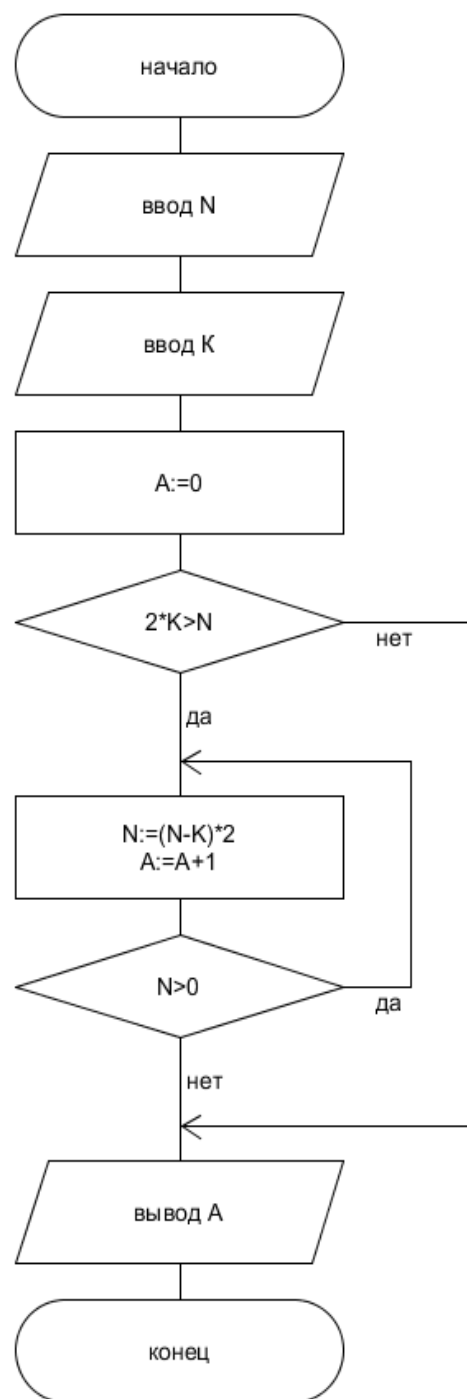 начало
ввод N
ввод К
A:=0
2*K>N
нет
да
N:=(N-K)*2
A:=A+1
N>0
да
нет
вывод А
конец